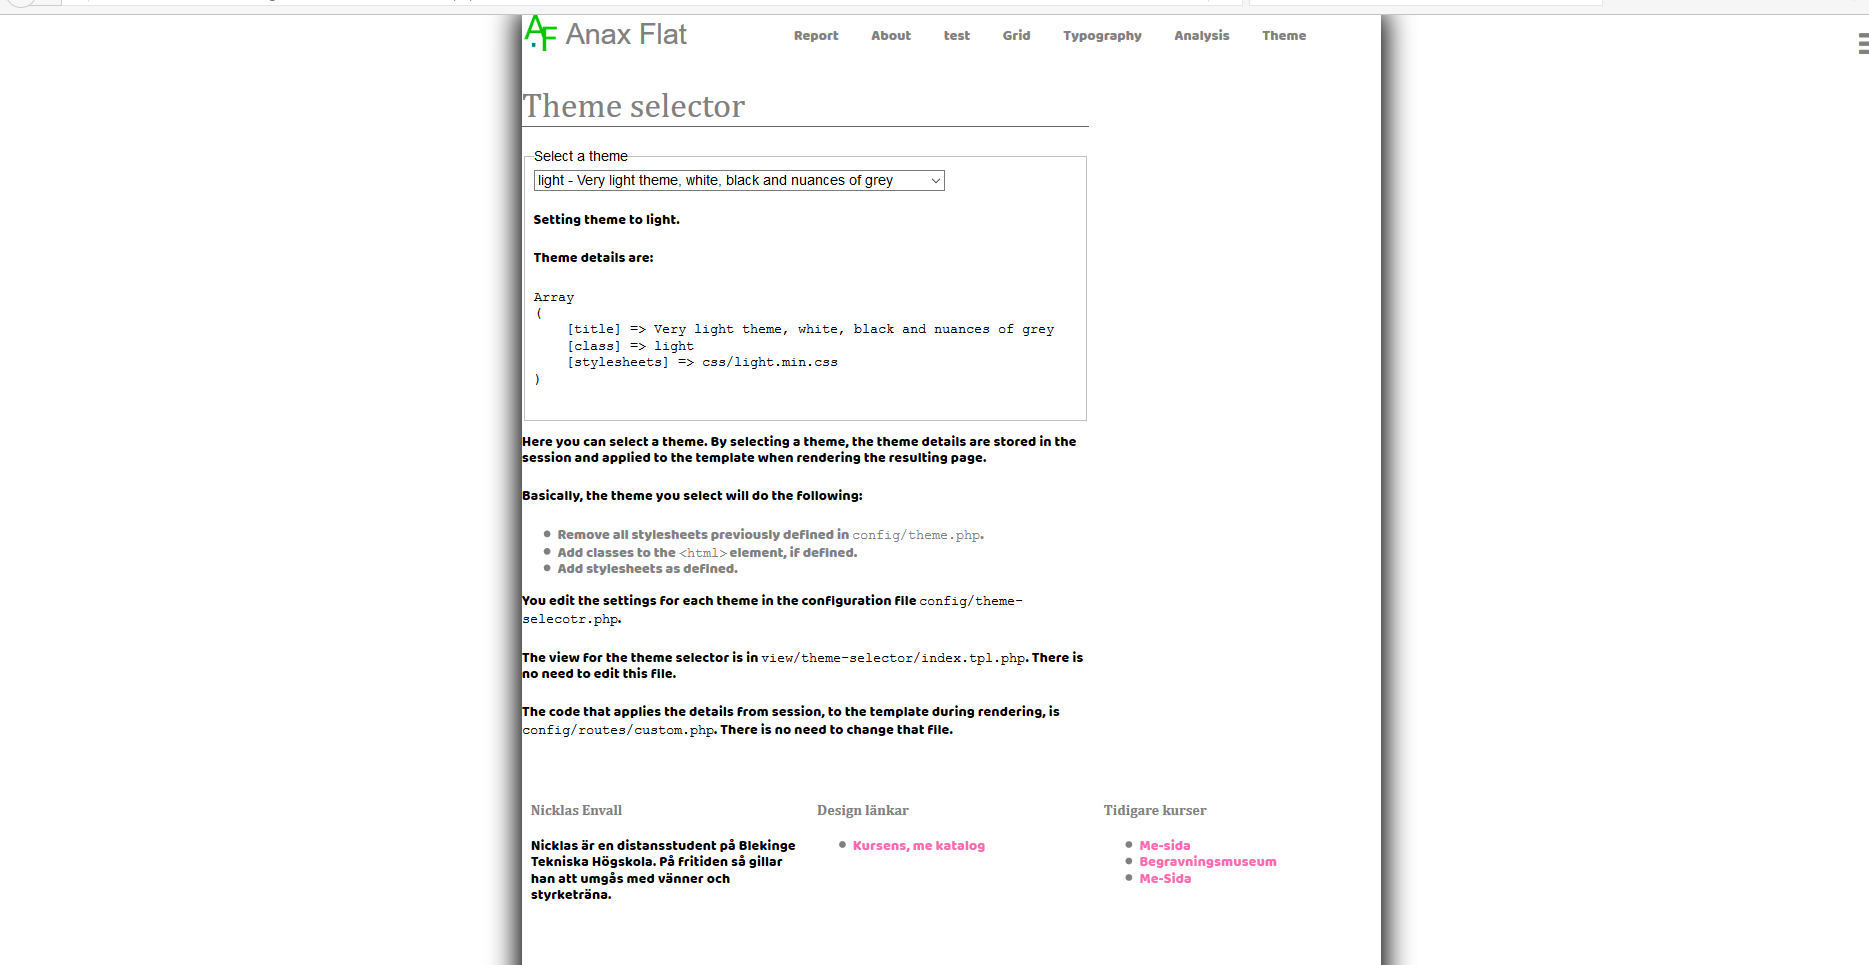 AF Anax Flat
Report About test Grid Typography Analysis Theme
Theme selector
Select a theme
light - Very light theme, white, black and nuances of grey
Setting theme to light.
Theme details are:
Array
(
[title] => Very light theme, white, black and nuances of grey
[class] => light
[stylesheets] => css/light.min.css
)
Here you can select a theme. By selecting a theme, the theme details are stored in the
session and applied to the template when rendering the resulting page.
Basically, the theme you select will do the following:
Remove all stylesheets previously defined in config/theme.php.
Add classes to the <html> element, if defined.
Add stylesheets as defined.
You edit the settings for each theme in the configuration file config/theme-
selecotr.php.
The view for the theme selector is in view/theme-selector/index.tpl.php. There is
no need to edit this file.
The code that applies the details from session, to the template during rendering, is
config/routes/custom.php. There is no need to change that file.
Nicklas Envall
Nicklas är en distansstudent på Blekinge
Tekniska Högskola. På fritiden så gillar
han att umgås med vänner och
styrketräna.
Design länkar
Kursens, me katalog
Tidigare kurser
Me-sida
Begravningsmuseum
Me-Sida